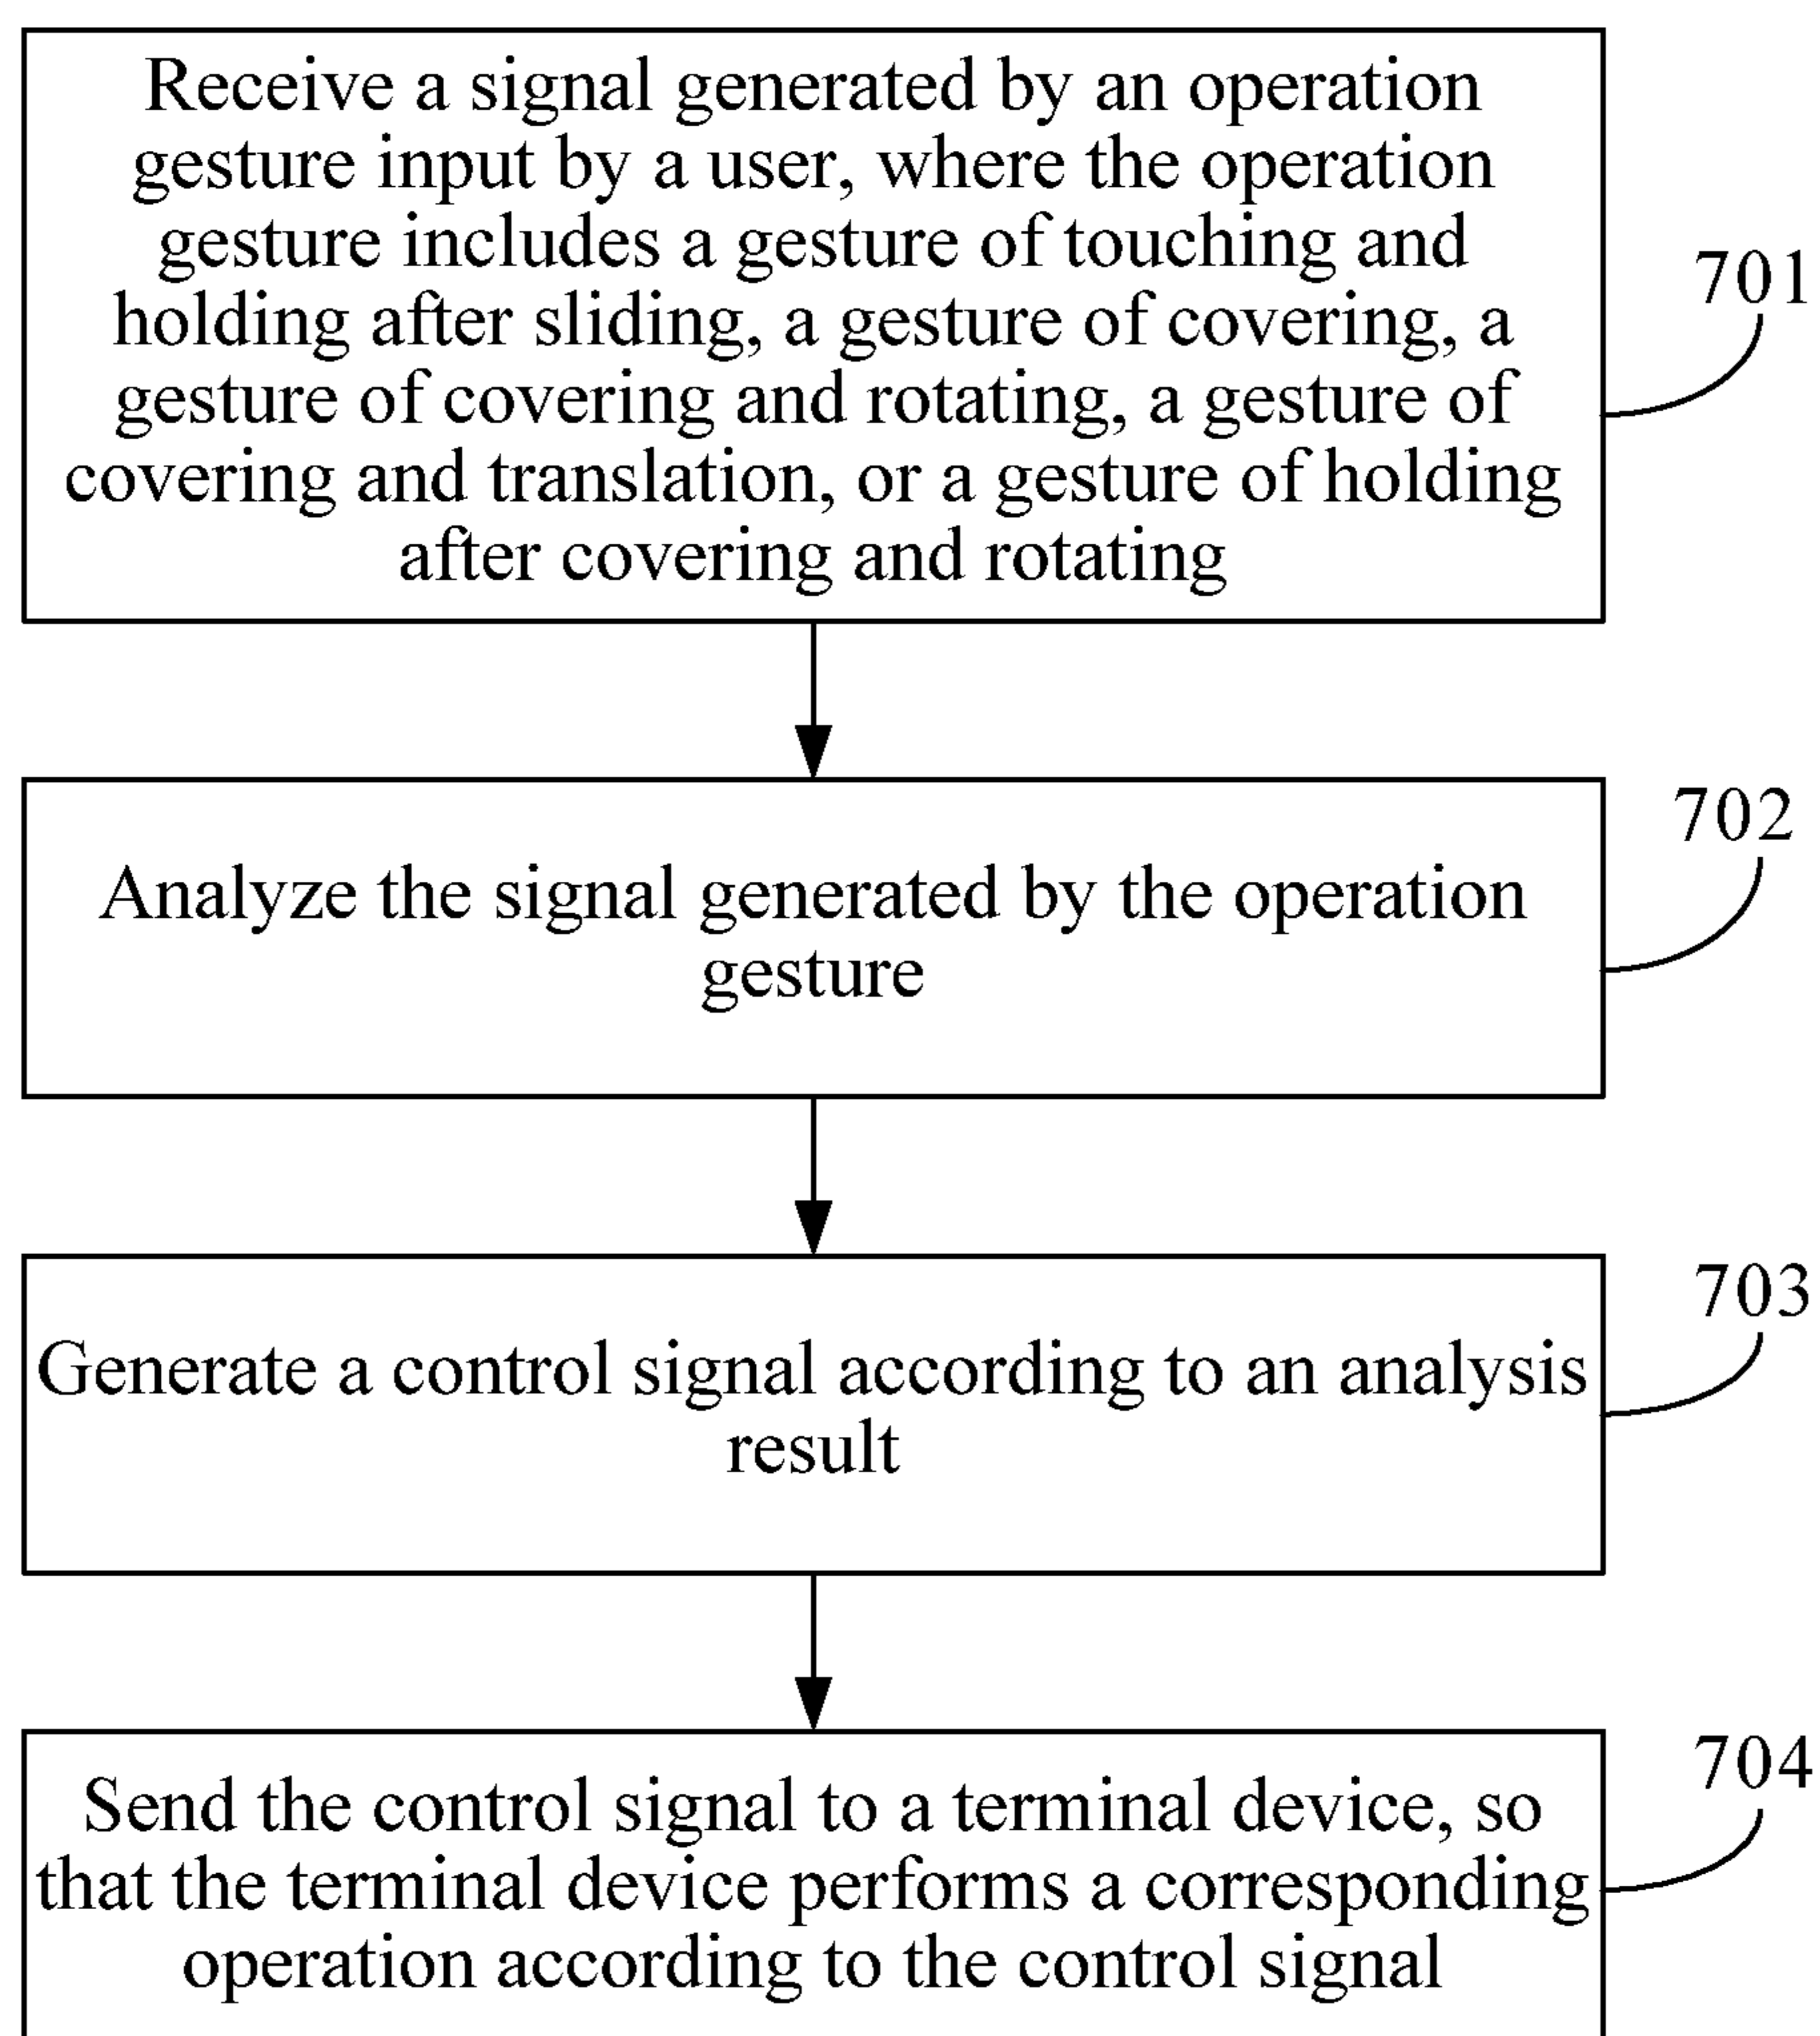 Receive a signal generated by an operation
gesture input by a user, where the operation
gesture includes a gesture of touching and
holding after sliding, a gesture of covering, a
gesture of covering and rotating, a gesture of
covering and translation, or a gesture of holding
after covering and rotating
701
Analyze the signal generated by the operation
gesture
702
Generate a control signal according to an analysis
result
703
Send the control signal to a terminal device, so
that the terminal device performs a corresponding
operation according to the control signal
704